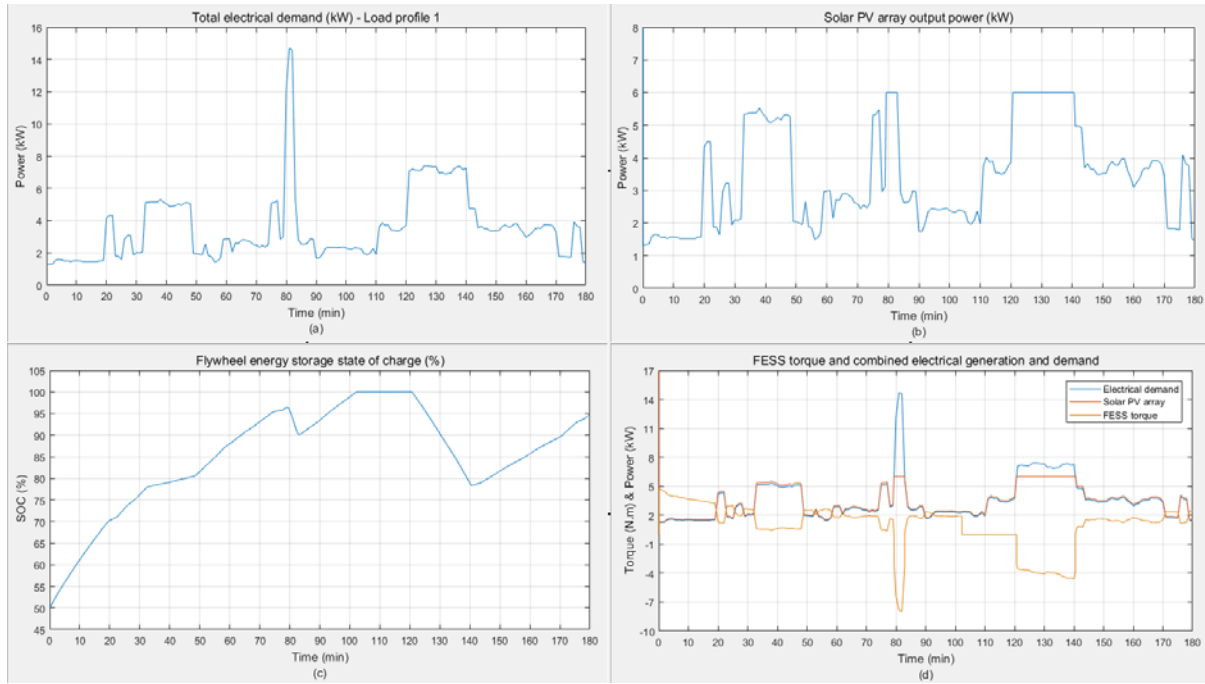 Total electrical demand (kW) - Load profile 1
Power (kW)
16
14
12
10
8
6
4
2
0
0 10 20 30 40 50 60 70 80 90 100 110 120 130 140 150 160 170 180
Time (min)
(a)
Solar PV array output power (kW)
Power (kW)
8
7
6
5
4
3
2
1
0
0 10 20 30 40 50 60 70 80 90 100 110 120 130 140 150 160 170 180
Time (min)
(b)
Flywheel energy storage state of charge (%)
SOC (%)
105
100
95
90
85
80
75
70
65
60
55
50
45
0 10 20 30 40 50 60 70 80 90 100 110 120 130 140 150 160 170 180
Time (min)
(c)
FESS torque and combined electrical generation and demand
Torque (N.m) & Power (kW)
17
14
11
8
5
2
-1
-4
-7
-10
Electrical demand
Solar PV array
FESS torque
0 10 20 30 40 50 60 70 80 90 100 110 120 130 140 150 160 170 180
Time (min)
(d)